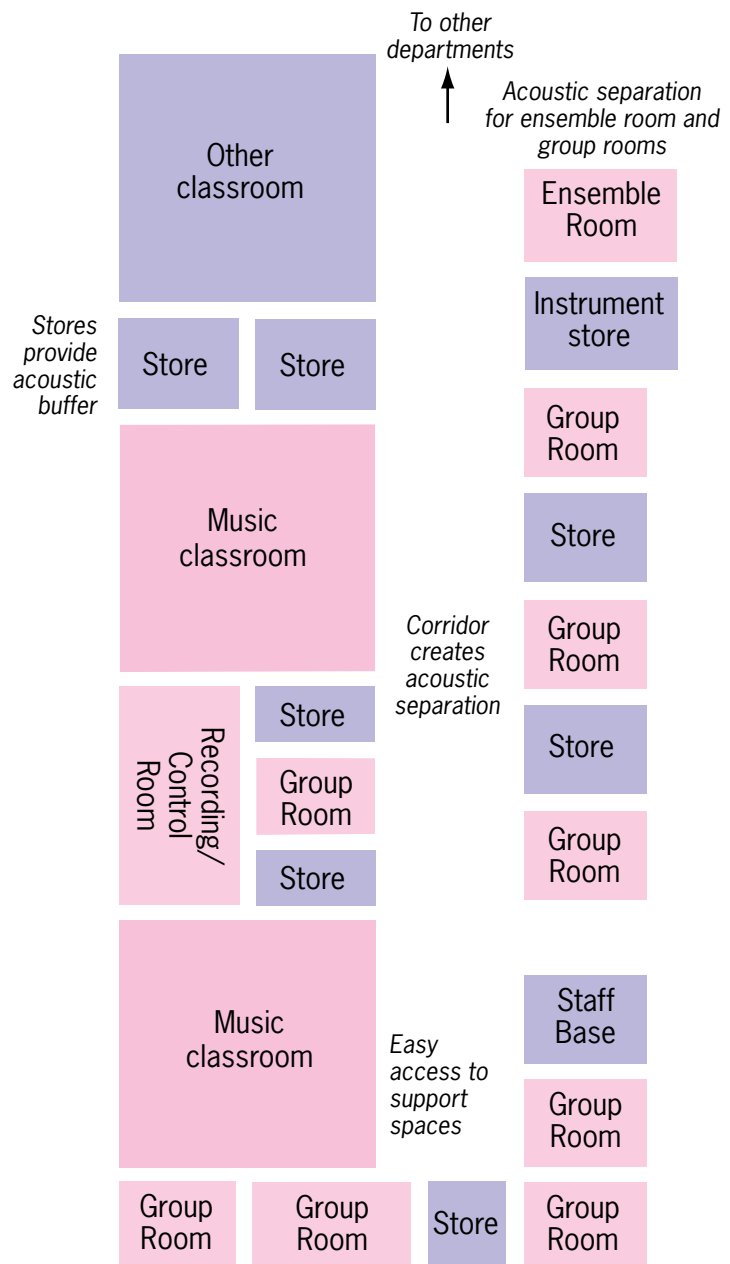 To other
departments
Acoustic separation
for ensemble room and
group rooms
Other
classroom
Ensemble
Room
Instrument
store
Stores
provide
acoustic
buffer
Store
Store
Group
Room
Music
classroom
Store
Corridor
creates
acoustic
separation
Group
Room
Recording/
Control
Room
Store
Group
Room
Store
Store
Group
Room
Music
classroom
Easy
access to
support
spaces
Staff
Base
Group
Room
Group
Room
Group
Room
Store
Group
Room